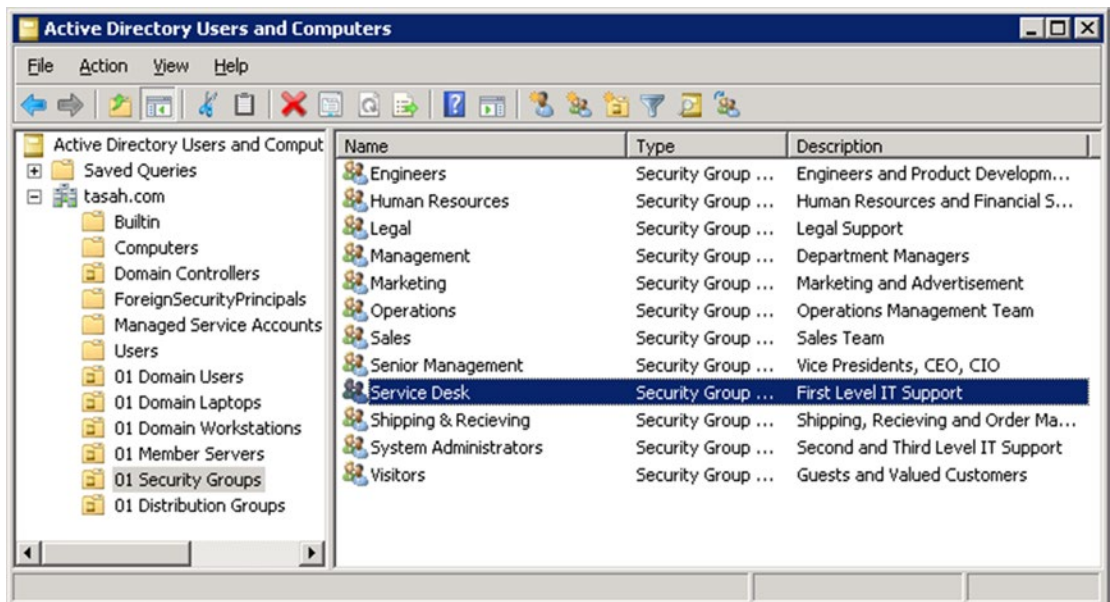 Active Directory Users and Computers
File Action View Help
Active Directory Users and Comput
Saved Queries
tasah.com
Builtin
Computers
Domain Controllers
ForeignSecurityPrincipals
Managed Service Accounts
Users
01 Domain Users
01 Domain Laptops
01 Domain Workstations
01 Member Servers
01 Security Groups
01 Distribution Groups
Name Type Description
Engineers Security Group ... Engineers and Product Developm...
Human Resources Security Group ... Human Resources and Financial S...
Legal Security Group ... Legal Support
Management Security Group ... Department Managers
Marketing Security Group ... Marketing and Advertisement
Operations Security Group ... Operations Management Team
Sales Security Group ... Sales Team
Senior Management Security Group ... Vice Presidents, CEO, CIO
Service Desk Security Group ... First Level IT Support
Shipping & Recieving Security Group ... Shipping, Recieving and Order Ma...
System Administrators Security Group ... Second and Third Level IT Support
Visitors Security Group ... Guests and Valued Customers